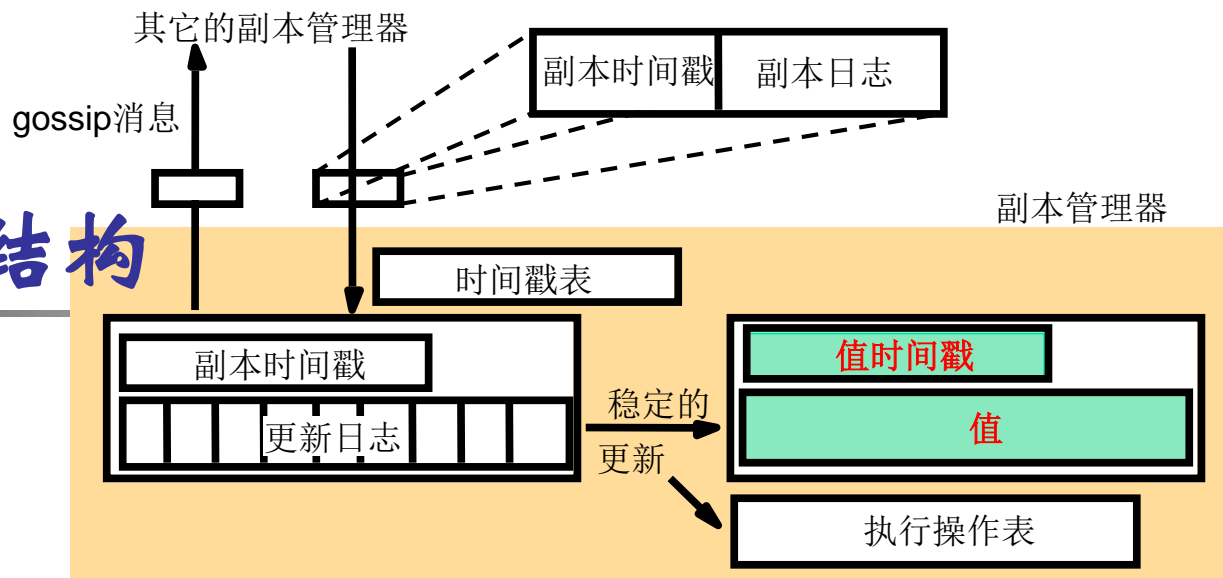 其它的副本管理器
副本时间戳
副本日志
gossip消息
副本管理器
结构
时间戳表
副本时间戳
更新日志
稳定的
更新
值时间戳
值
执行操作表